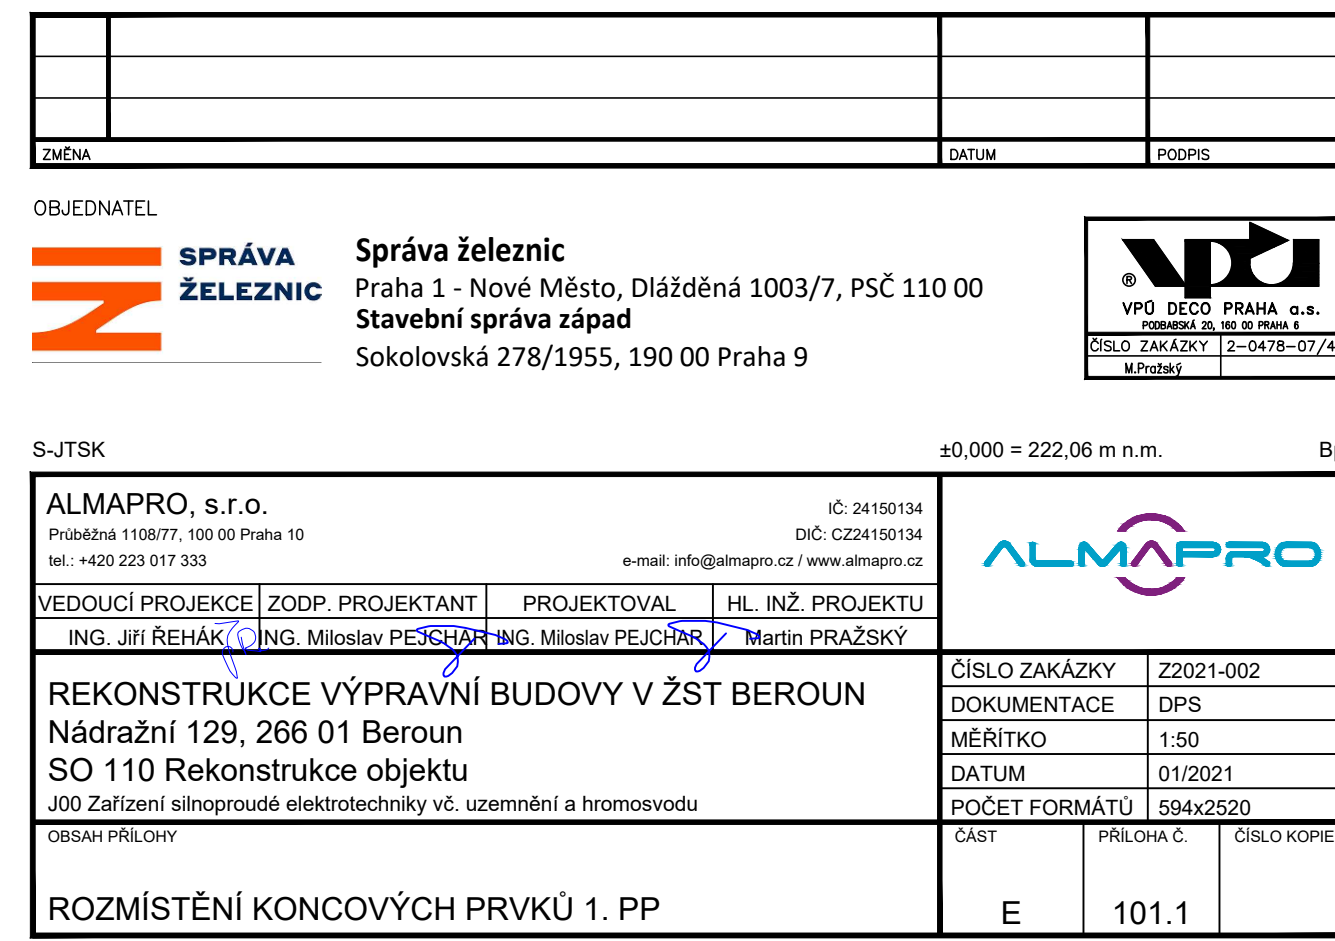 ZMĚNA DATUM PODPIS
OBJEDNATEL
SPRÁVA
ŽELEZNIC
Správa železnic
Praha 1 - Nové Město, Dlážděná 1003/7, PSČ 110 00
Stavební správa západ
Sokolovská 278/1955, 190 00 Praha 9
®
VPÚ DECO PRAHA a.s.
PODBABSKÁ 20, 160 00 PRAHA 6
ČÍSLO ZAKÁZKY 2-0478-07/4
M.Pražský
S-JTSK ±0,000 = 222,06 m n.m.
ALMAPRO, s.r.o. IČ: 24150134
Průběžná 1108/77, 100 00 Praha 10 DIČ: CZ24150134
tel.: +420 223 017 333 e-mail: info@almapro.cz / www.almapro.cz
ALMAPRO
VEDOUCÍ PROJEKCE ZODP. PROJEKTANT PROJEKTOVAL HL. INŽ. PROJEKTU
ING. Jiří ŘEHÁK ING. Miloslav PEJCHAR ING. Miloslav PEJCHAR Martin PRAŽSKÝ
REKONSTRUKCE VÝPRAVNÍ BUDOVY V ŽST BEROUN
Nádražní 129, 266 01 Beroun
SO 110 Rekonstrukce objektu
J00 Zařízení silnoproudé elektrotechniky vč. uzemnění a hromosvodu
ČÍSLO ZAKÁZKY Z2021-002
DOKUMENTACE DPS
MĚŘÍTKO 1:50
DATUM 01/2021
POČET FORMÁTŮ 594x2520
OBSAH PŘÍLOHY
ROZMÍSTĚNÍ KONCOVÝCH PRVKŮ 1. PP
ČÁST PŘÍLOHA Č. ČÍSLO KOPIE
E 101.1